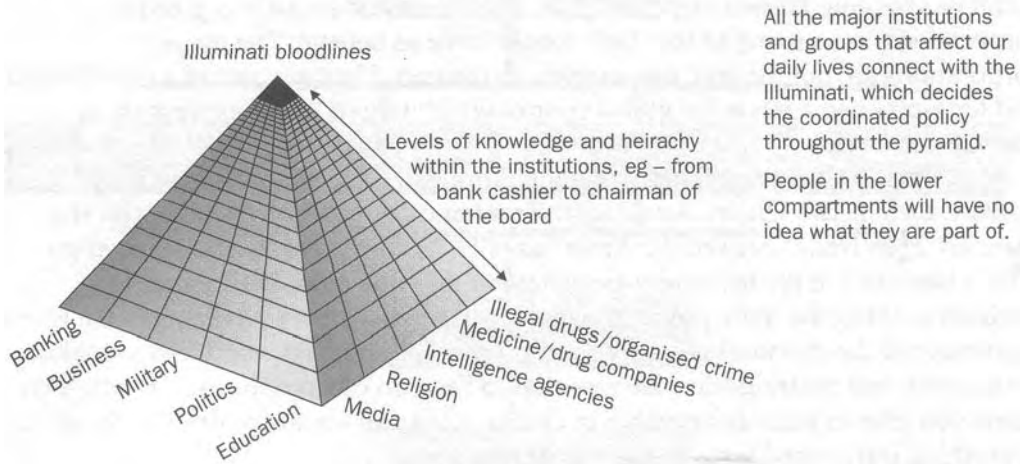 Illuminati bloodlines
Levels of knowledge and neirachy
within the institutions, eg – from
bank cashier to chairman of
the board
Banking
Business
Military
Politics
Education
Media
Religion
Intelligence agencies
Medicine/drug companies
Illegal drugs/organised crime
All the major institutions
and groups that affect our
daily lives connect with the
Illuminati, which decides
the coordinated policy
throughout the pyramid.
People in the lower
compartments will have no
idea what they are part of.